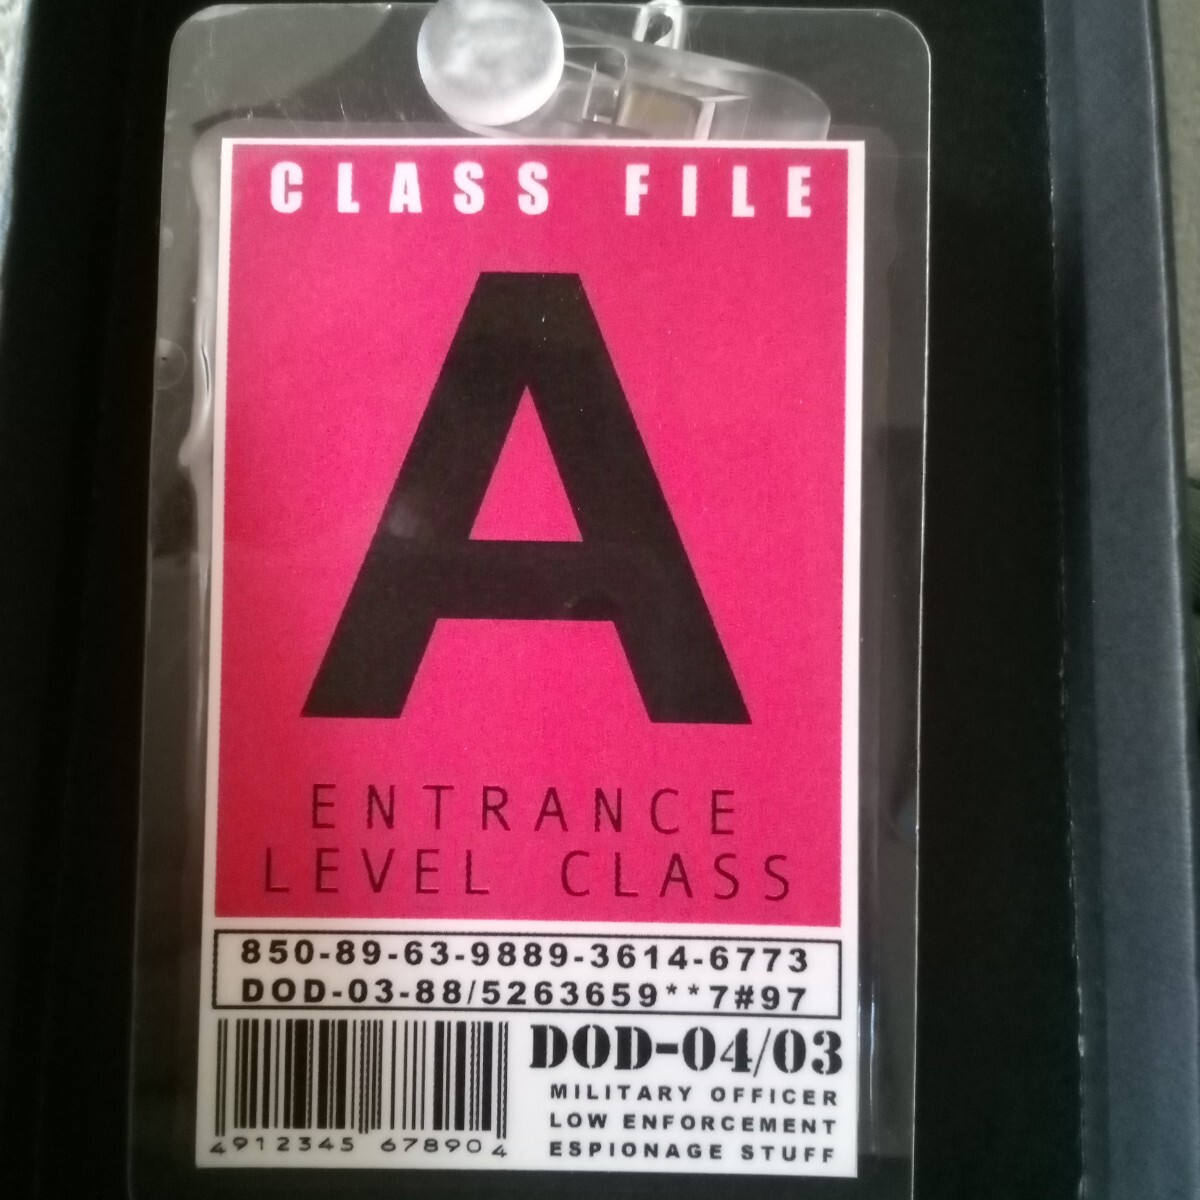 CLASS FILE
A
ENTRANCE
LEVEL CLASS
850-89-63-9889-3614-6773
DOD-03-88/5263659**7#97
DOD-04/03
MILITARY OFFICER
LOW ENFORCEMENT
ESPIONAGE STUFF
4912345 678904